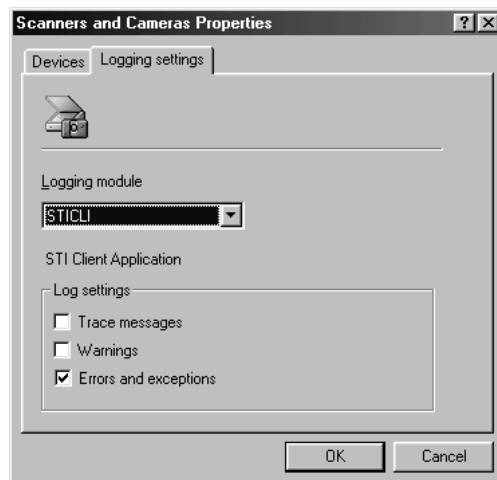 Scanners and Cameras Properties
Devices
Logging settings
Logging module
STICLI
STI Client Application
Log settings
Trace messages
Warnings
Errors and exceptions
OK
Cancel